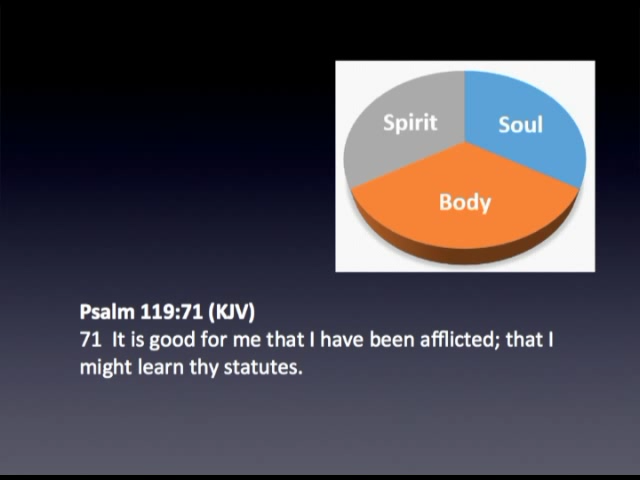 Spirit
Soul
Body
Psalm 119:71 (KJV)
71  It is good for me that I have been afflicted; that I
might learn thy statutes.